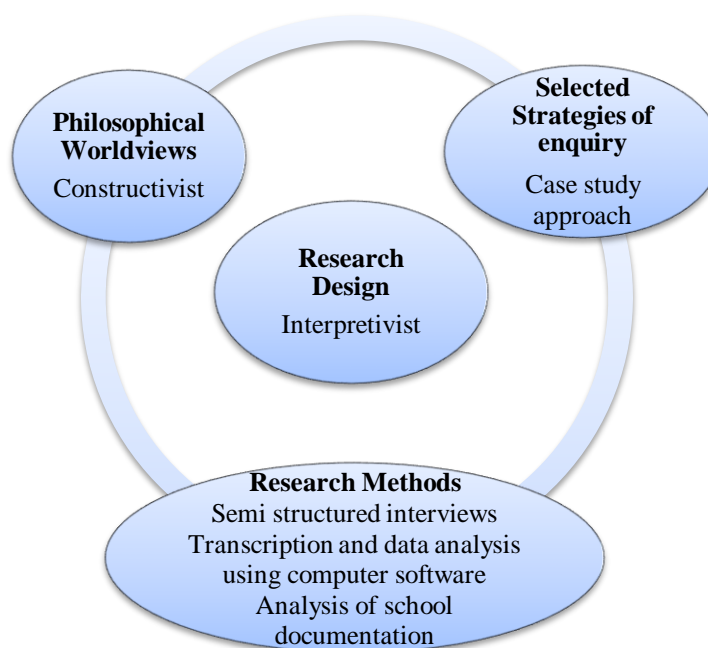 Philosophical
Worldviews
Constructivist
Selected
Strategies of
enquiry
Case study
approach
Research
Design
Interpretivist
Research Methods
Semi structured interviews
Transcription and data analysis
using computer software
Analysis of school
documentation